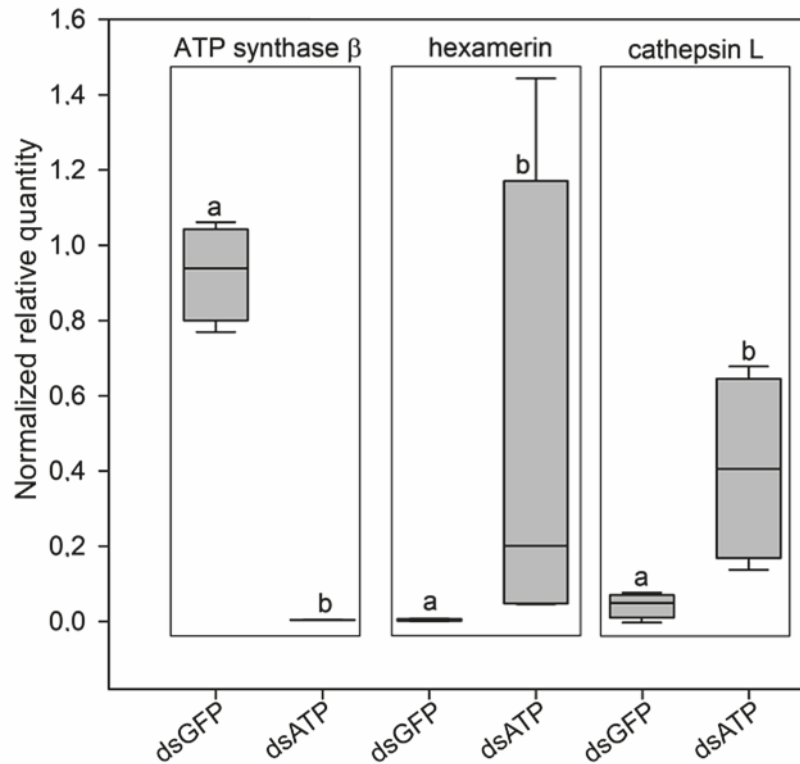 1.6
ATP synthase β hexamerin cathepsin L
1.4
1.2
1.0
0.8
0.6
0.4
0.2
0.0
Normalized relative quantity
a
b
a
b
a
b
dsGFP
dsATP
dsGFP
dsATP
dsGFP
dsATP